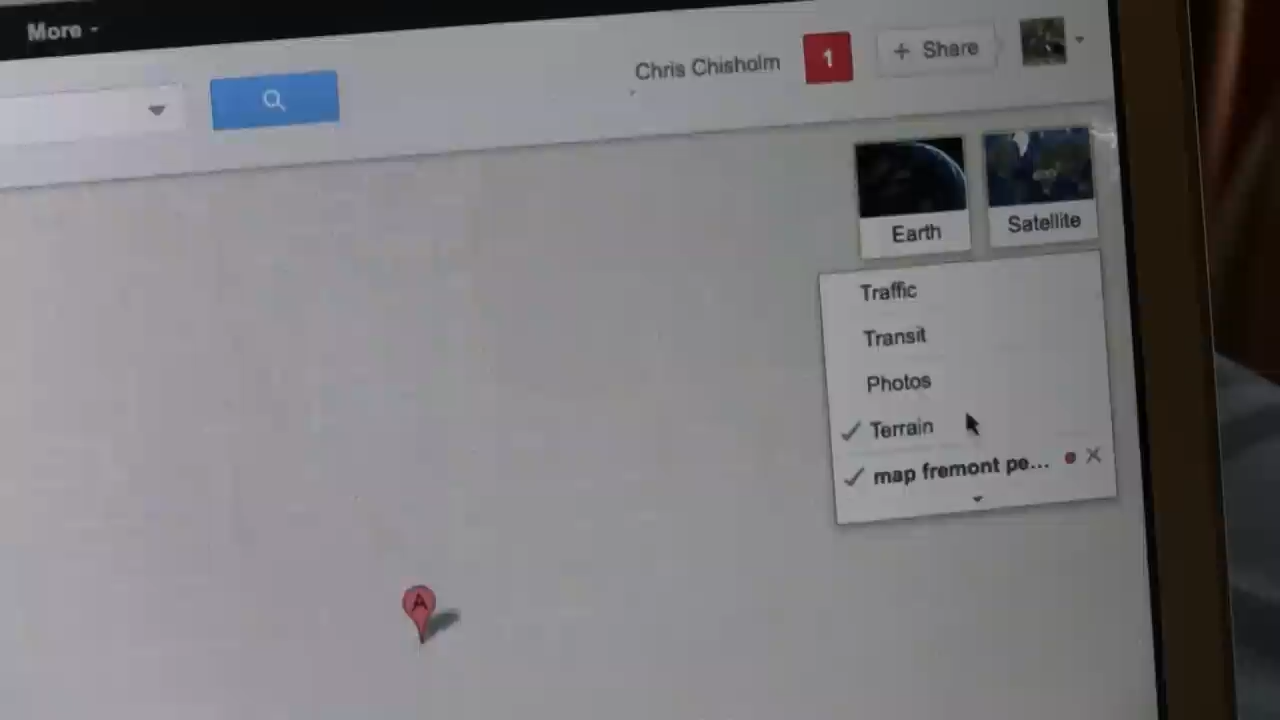 More
Chris Chisholm
1
+ Share
Earth
Satellite
Traffic
Transit
Photos
Terrain
map fremont pe...
A